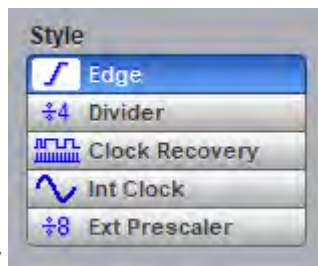 Style
Edge
÷4 Divider
Clock Recovery
Int Clock
÷8 Ext Prescaler